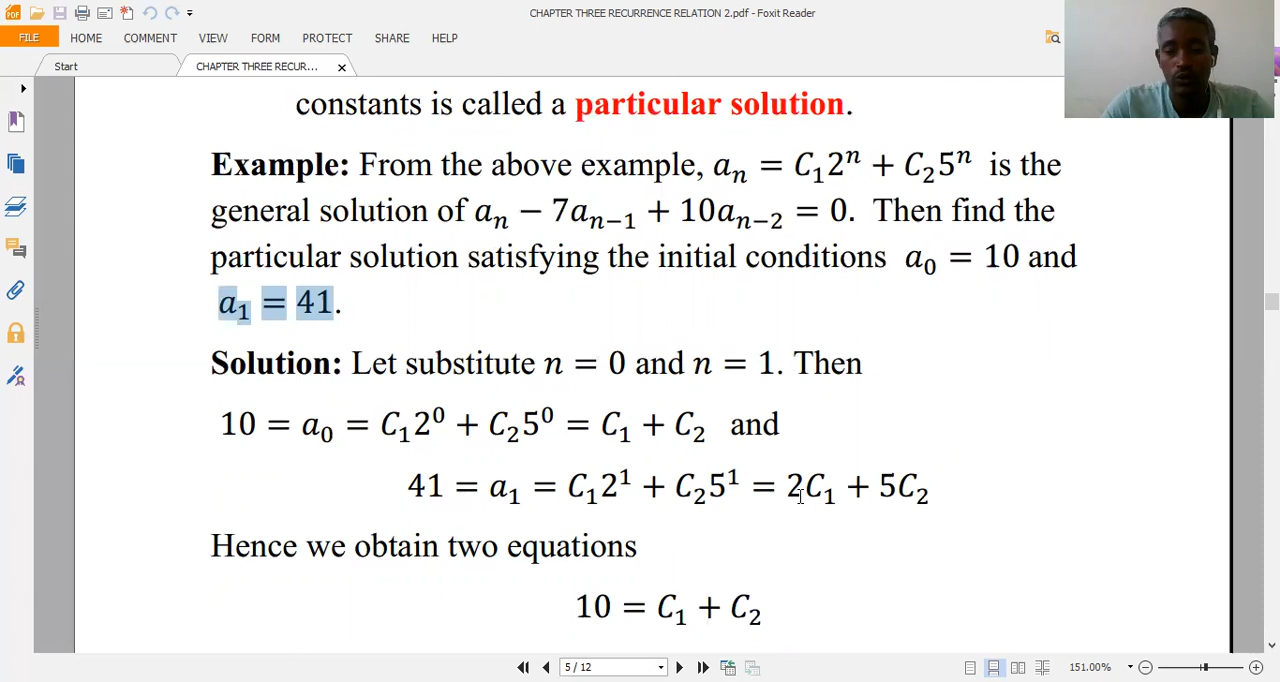 CHAPTER THREE RECURRENCE RELATION 2.pdf - Foxit Reader
FILE HOME COMMENT VIEW FORM PROTECT SHARE HELP
Start CHAPTER THREE RECUR...
constants is called a particular solution.
Example: From the above example, aₙ = C₁2ⁿ + C₂5ⁿ is the
general solution of aₙ − 7aₙ₋₁ + 10aₙ₋₂ = 0. Then find the
particular solution satisfying the initial conditions a₀ = 10 and
a₁ = 41.
Solution: Let substitute n = 0 and n = 1. Then
10 = a₀ = C₁2⁰ + C₂5⁰ = C₁ + C₂ and
41 = a₁ = C₁2¹ + C₂5¹ = 2C₁ + 5C₂
Hence we obtain two equations
10 = C₁ + C₂
5 / 12 151.00%